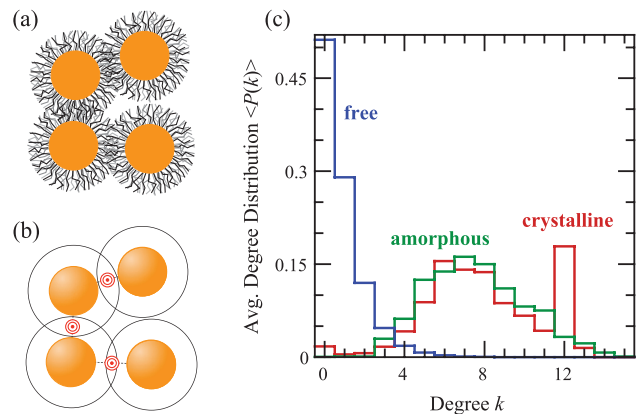 (a)
(b)
(c)
Avg. Degree Distribution <P(k)>
0.45
0.3
0.15
0
free
amorphous
crystalline
0 4 8 12
Degree k